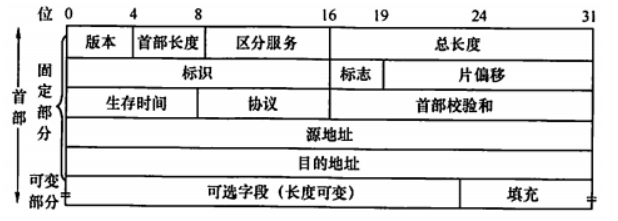 位 0 4 8 16 19 24 31
版本 首部长度 区分服务 总长度
标识 标志 片偏移
生存时间 协议 首部校验和
源地址
目的地址
可选字段（长度可变） 填充
首部
固定部分
可变部分